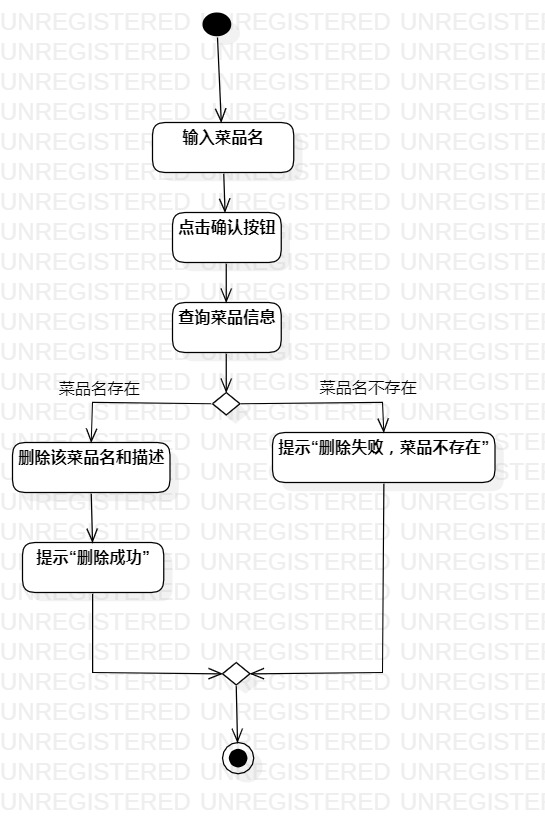 输入菜品名
点击确认按钮
查询菜品信息
菜品名存在
菜品名不存在
删除该菜品名和描述
提示“删除失败，菜品不存在”
提示“删除成功”
UNREGISTERED